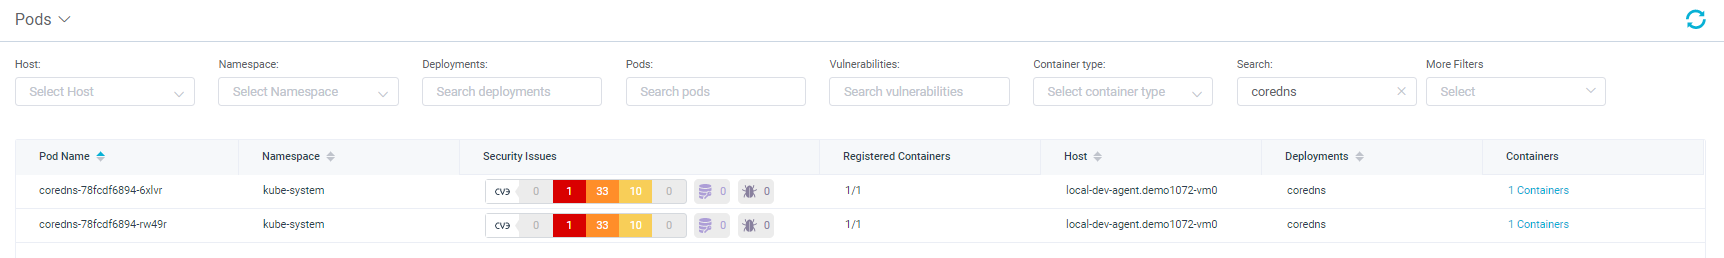 Pods
Host: Namespace: Deployments: Pods: Vulnerabilities: Container type: Search: More Filters
Select Host Select Namespace Search deployments Search pods Search vulnerabilities Select container type coredns Select
Pod Name Namespace Security Issues Registered Containers Host Deployments Containers
coredns-78fcdf6894-6xlvr kube-system CVE 0 1 33 10 0 0 0 1/1 local-dev-agent.demo1072-vm0 coredns 1 Containers
coredns-78fcdf6894-rw49r kube-system CVE 0 1 33 10 0 0 0 1/1 local-dev-agent.demo1072-vm0 coredns 1 Containers